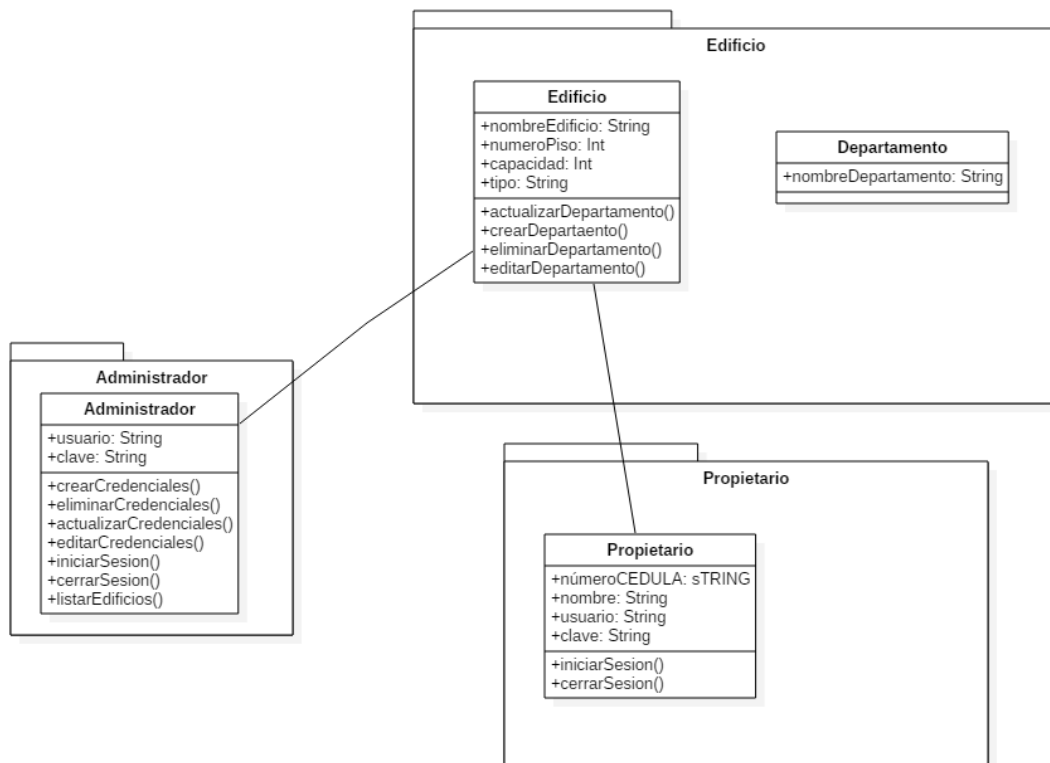 Edificio
Edificio
+nombreEdificio: String
+numeroPiso: Int
+capacidad: Int
+tipo: String
+actualizarDepartamento()
+crearDepartaento()
+eliminarDepartamento()
+editarDepartamento()
Departamento
+nombreDepartamento: String
Administrador
Administrador
+usuario: String
+clave: String
+crearCredenciales()
+eliminarCredenciales()
+actualizarCredenciales()
+editarCredenciales()
+iniciarSesion()
+cerrarSesion()
+listarEdificios()
Propietario
Propietario
+númeroCEDULA: sTRING
+nombre: String
+usuario: String
+clave: String
+iniciarSesion()
+cerrarSesion()